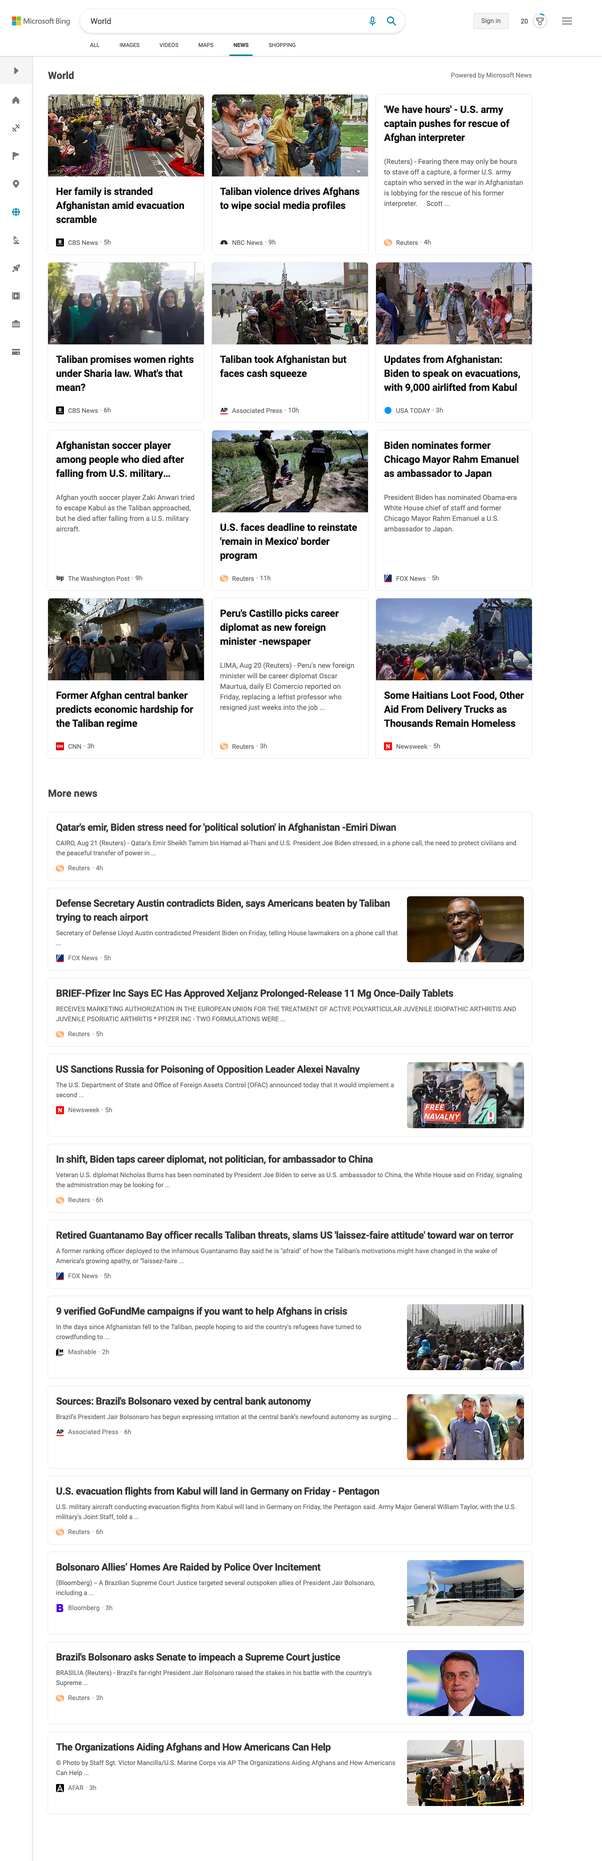 Microsoft Bing
World
Sign in
20
ALL
IMAGES
VIDEOS
MAPS
NEWS
SHOPPING
World
Powered by Microsoft News
Her family is stranded
Afghanistan amid evacuation
scramble
CBS News · 5h
Taliban violence drives Afghans
to wipe social media profiles
NBC News · 9h
'We have hours' - U.S. army
captain pushes for rescue of
Afghan interpreter
(Reuters) - Fearing there may only be hours
to stave off a capture, a former U.S. army
captain who served in the war in Afghanistan
is lobbying for the rescue of his former
interpreter. Scott ...
Reuters · 4h
Taliban promises women rights
under Sharia law. What's that
mean?
CBS News · 6h
Taliban took Afghanistan but
faces cash squeeze
AP
Associated Press · 10h
Updates from Afghanistan:
Biden to speak on evacuations,
with 9,000 airlifted from Kabul
USA TODAY · 3h
Afghanistan soccer player
among people who died after
falling from U.S. military…
Afghan youth soccer player Zaki Anwari tried
to escape Kabul as the Taliban approached,
but he died after falling from a U.S. military
aircraft.
wp
The Washington Post · 9h
U.S. faces deadline to reinstate
'remain in Mexico' border
program
Reuters · 11h
Biden nominates former
Chicago Mayor Rahm Emanuel
as ambassador to Japan
President Biden has nominated Obama-era
White House chief of staff and former
Chicago Mayor Rahm Emanuel a U.S.
ambassador to Japan.
FOX News · 5h
Former Afghan central banker
predicts economic hardship for
the Taliban regime
CNN · 3h
Peru's Castillo picks career
diplomat as new foreign
minister -newspaper
LIMA, Aug 20 (Reuters) - Peru's new foreign
minister will be career diplomat Oscar
Maurtua, daily El Comercio reported on
Friday, replacing a leftist professor who
resigned just weeks into the job ...
Reuters · 3h
Some Haitians Loot Food, Other
Aid From Delivery Trucks as
Thousands Remain Homeless
N
Newsweek · 5h
More news
Qatar's emir, Biden stress need for 'political solution' in Afghanistan -Emiri Diwan
CAIRO, Aug 21 (Reuters) - Qatar's Emir Sheikh Tamim bin Hamad al-Thani and U.S. President Joe Biden stressed, in a phone call, the need to protect civilians and
the peaceful transfer of power in ...
Reuters · 4h
Defense Secretary Austin contradicts Biden, says Americans beaten by Taliban
trying to reach airport
Secretary of Defense Lloyd Austin contradicted President Biden on Friday, telling House lawmakers on a phone call that
...
FOX News · 5h
BRIEF-Pfizer Inc Says EC Has Approved Xeljanz Prolonged-Release 11 Mg Once-Daily Tablets
RECEIVES MARKETING AUTHORIZATION IN THE EUROPEAN UNION FOR THE TREATMENT OF ACTIVE POLYARTICULAR JUVENILE IDIOPATHIC ARTHRITIS AND
JUVENILE PSORIATIC ARTHRITIS * PFIZER INC - TWO FORMULATIONS WERE ...
Reuters · 5h
US Sanctions Russia for Poisoning of Opposition Leader Alexei Navalny
The U.S. Department of State and Office of Foreign Assets Control (OFAC) announced today that it would implement a
second ...
N
Newsweek · 5h
FREE
NAVALNY
In shift, Biden taps career diplomat, not politician, for ambassador to China
Veteran U.S. diplomat Nicholas Burns has been nominated by President Joe Biden to serve as U.S. ambassador to China, the White House said on Friday, signaling
the administration may be looking for ...
Reuters · 6h
Retired Guantanamo Bay officer recalls Taliban threats, slams US 'laissez-faire attitude' toward war on terror
A former ranking officer deployed to the infamous Guantanamo Bay said he is "afraid" of how the Taliban's motivations might have changed in the wake of
America's growing apathy, or "laissez-faire ...
FOX News · 5h
9 verified GoFundMe campaigns if you want to help Afghans in crisis
In the days since Afghanistan fell to the Taliban, people hoping to aid the country's refugees have turned to
crowdfunding to ...
Mashable · 2h
Sources: Brazil's Bolsonaro vexed by central bank autonomy
Brazil's President Jair Bolsonaro has begun expressing irritation at the central bank's newfound autonomy as surging ...
AP
Associated Press · 6h
U.S. evacuation flights from Kabul will land in Germany on Friday - Pentagon
U.S. military aircraft conducting evacuation flights from Kabul will land in Germany on Friday, the Pentagon said. Army Major General William Taylor, with the U.S.
military's Joint Staff, told a ...
Reuters · 6h
Bolsonaro Allies' Homes Are Raided by Police Over Incitement
(Bloomberg) -- A Brazilian Supreme Court Justice targeted several outspoken allies of President Jair Bolsonaro,
including a ...
B
Bloomberg · 3h
Brazil's Bolsonaro asks Senate to impeach a Supreme Court justice
BRASILIA (Reuters) - Brazil's far-right President Jair Bolsonaro raised the stakes in his battle with the country's
Supreme ...
Reuters · 3h
The Organizations Aiding Afghans and How Americans Can Help
© Photo by Staff Sgt. Victor Mancilla/U.S. Marine Corps via AP The Organizations Aiding Afghans and How Americans
Can Help ...
A
AFAR · 3h